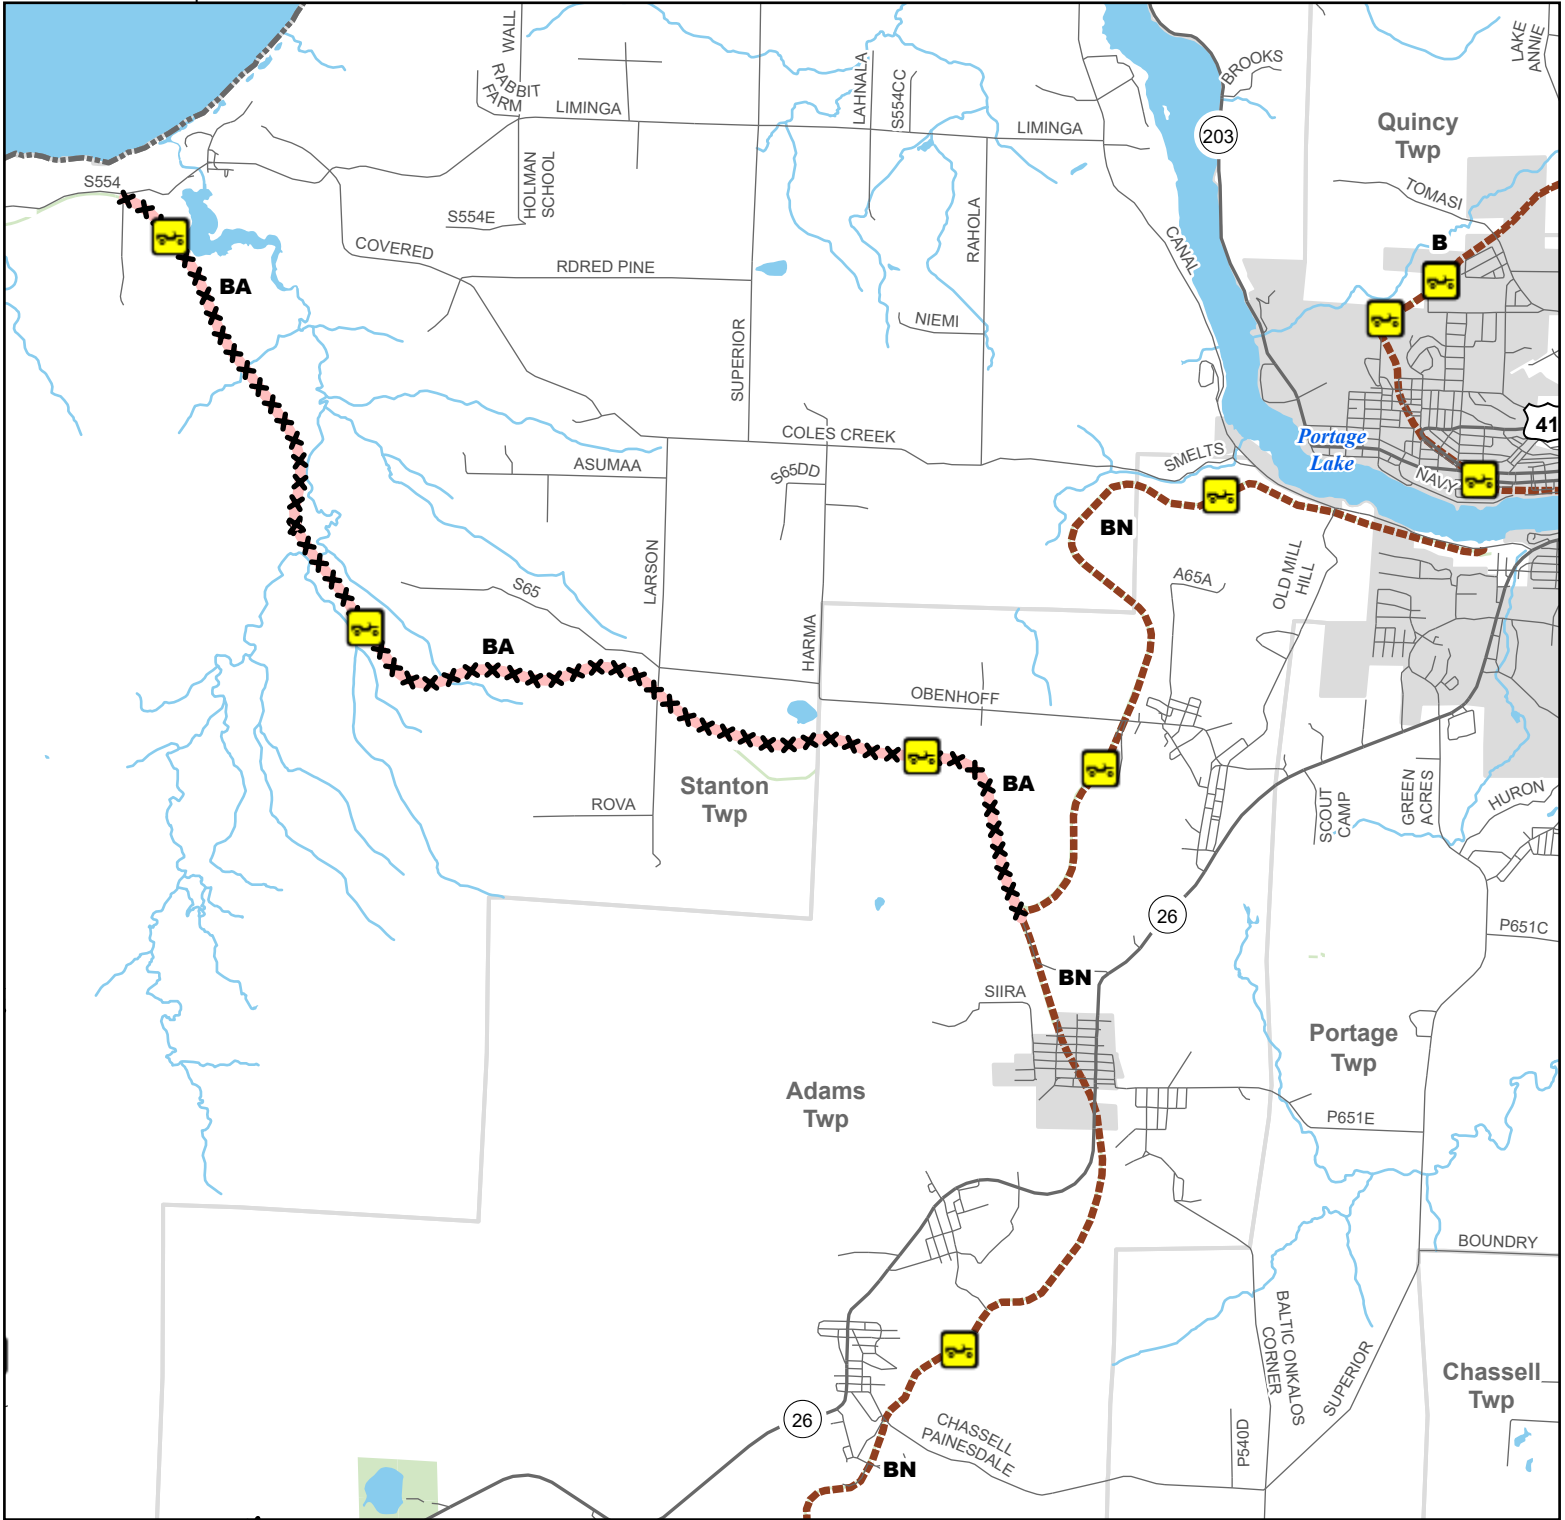 WALL
RABBIT
FARM
LIMINGA
LAHNALA
S554CC
LIMINGA
BROOKS
203
LAKE
ANNIE
Quincy
Twp
TOMASI
S554
HOLMAN
SCHOOL
S554E
COVERED
RDRED PINE
RAHOLA
CANAL
B
BA
SUPERIOR
NIEMI
41
COLES CREEK
Portage
Lake
SMELTS
NAVY
ASUMAA
S65DD
BN
LARSON
S65
A65A
OLD MILL
HILL
HARMA
BA
OBENHOFF
BA
Stanton
Twp
ROVA
SCOUT
CAMP
GREEN
ACRES
HURON
26
P651C
BN
SIIRA
Portage
Twp
Adams
Twp
P651E
BOUNDRY
BALTIC ONKALOS
CORNER
SUPERIOR
Chassell
Twp
26
CHASSELL
PAINESDALE
P540D
BN